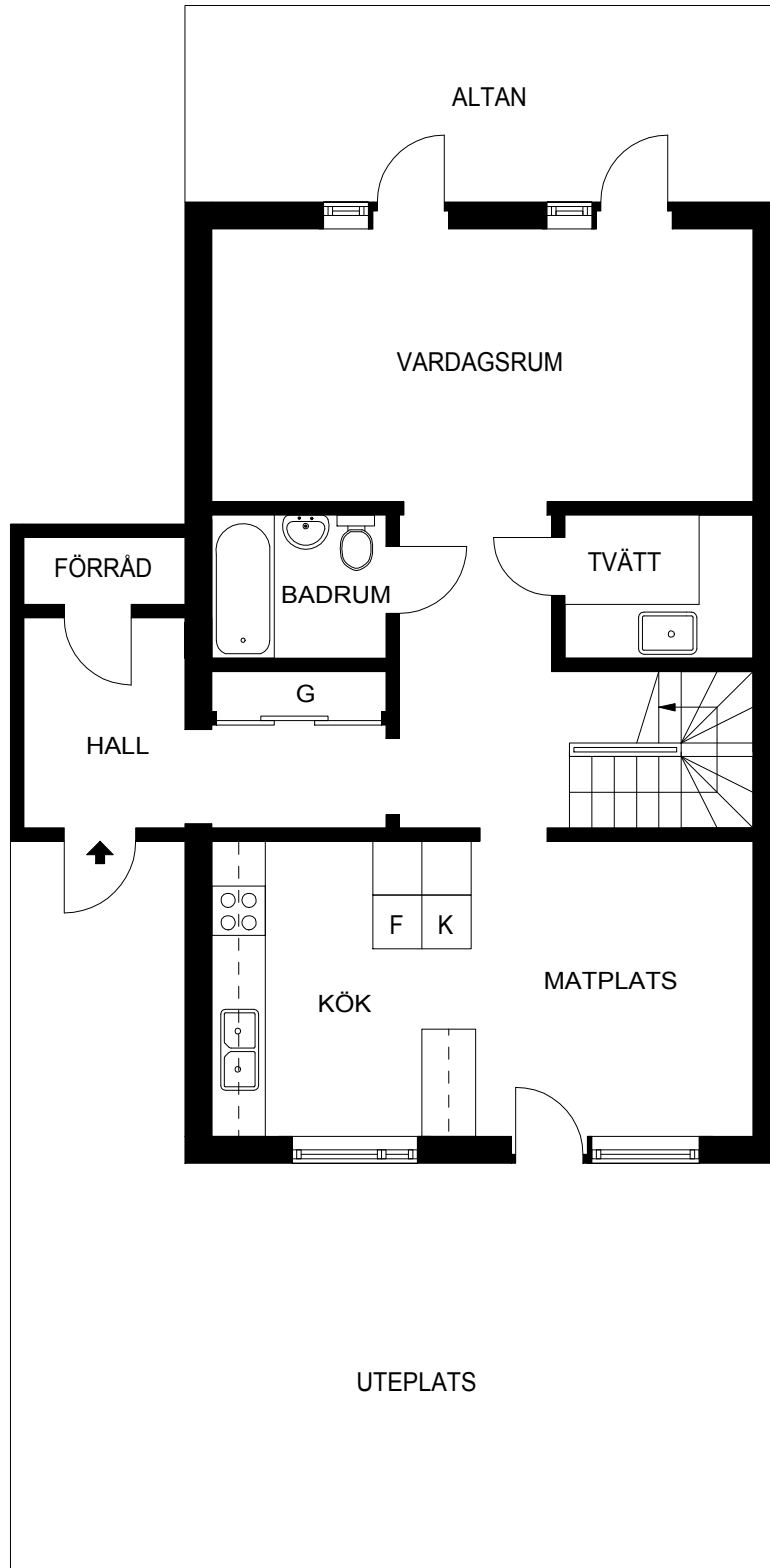 ALTAN
VARDAGSRUM
FÖRRÅD
BADRUM
TVÄTT
G
HALL
F K
KÖK
MATPLATS
UTEPLATS